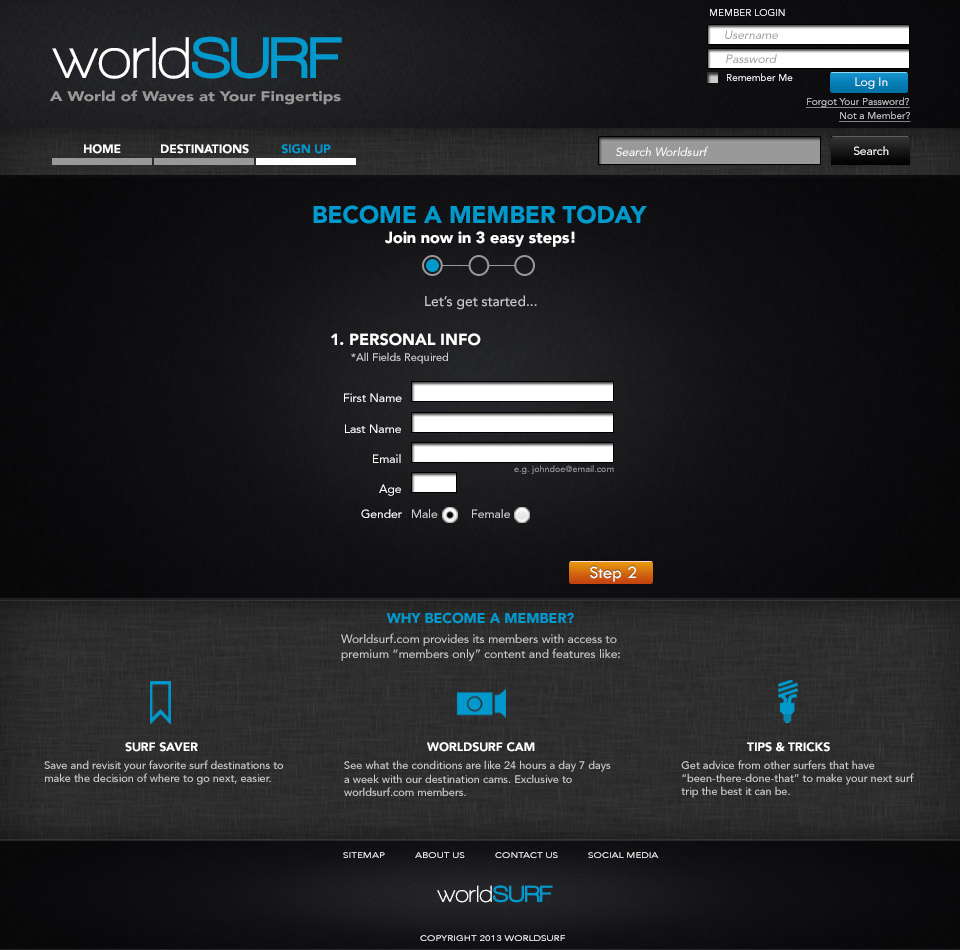 MEMBER LOGIN
Username
Password
Remember Me
Log In
Forgot Your Password?
Not a Member?
worldSURF
A World of Waves at Your Fingertips
HOME
DESTINATIONS
SIGN UP
Search Worldsurf
Search
BECOME A MEMBER TODAY
Join now in 3 easy steps!
Let's get started...
1. PERSONAL INFO
*All Fields Required
First Name
Last Name
Email
e.g. johndoe@email.com
Age
Gender Male Female
Step 2
WHY BECOME A MEMBER?
Worldsurf.com provides its members with access to
premium “members only” content and features like:
SURF SAVER
Save and revisit your favorite surf destinations to
make the decision of where to go next, easier.
WORLDSURF CAM
See what the conditions are like 24 hours a day 7 days
a week with our destination cams. Exclusive to
worldsurf.com members.
TIPS & TRICKS
Get advice from other surfers that have
“been-there-done-that” to make your next surf
trip the best it can be.
SITEMAP
ABOUT US
CONTACT US
SOCIAL MEDIA
worldSURF
COPYRIGHT 2013 WORLDSURF